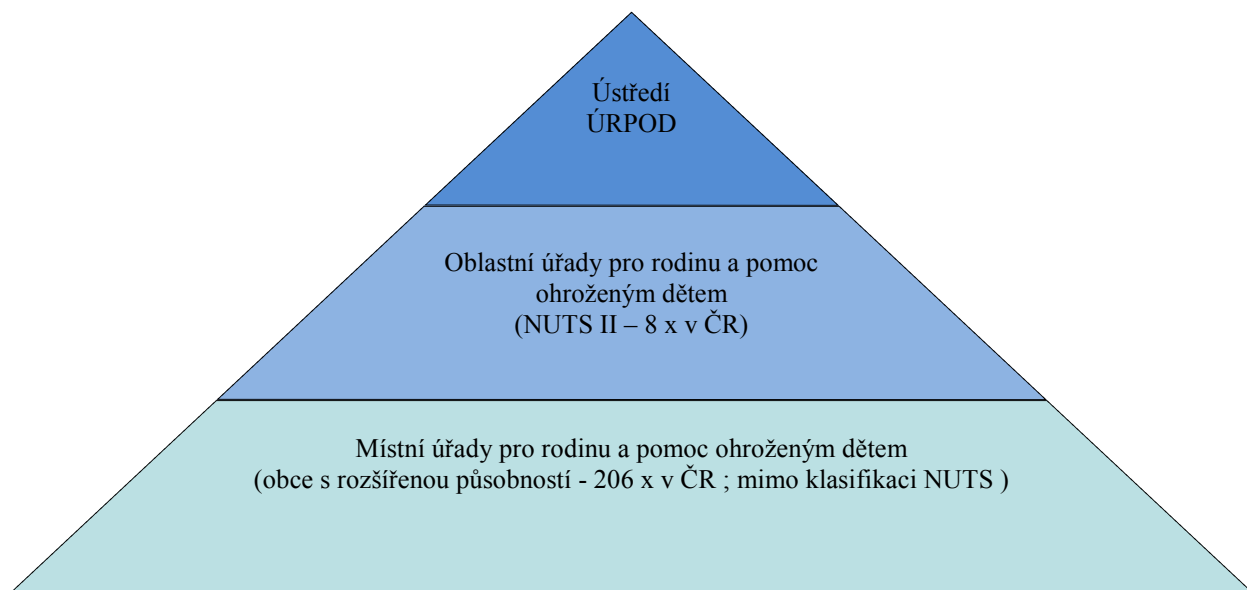 Ústředí
ÚRPOD
Oblastní úřady pro rodinu a pomoc
ohroženým dětem
(NUTS II – 8 x v ČR)
Místní úřady pro rodinu a pomoc ohroženým dětem
(obce s rozšířenou působností - 206 x v ČR ; mimo klasifikaci NUTS )